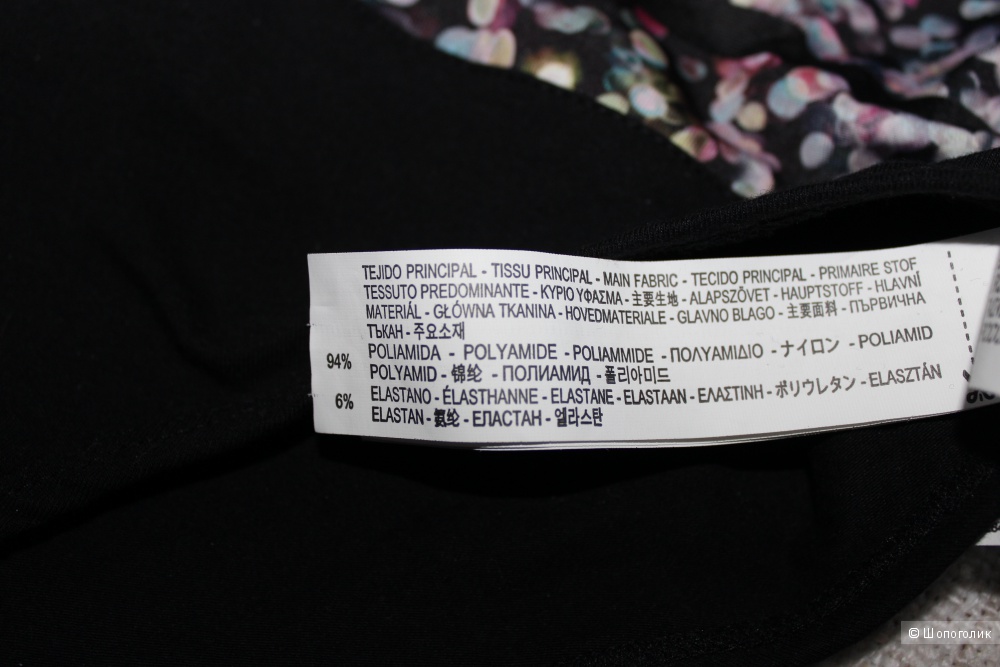 TEJIDO PRINCIPAL - TISSU PRINCIPAL - MAIN FABRIC - TECIDO PRINCIPAL - PRIMAIRE STOF
TESSUTO PREDOMINANTE - ΚΥΡΙΟ ΥΦΑΣΜΑ - 主要生地 - ALAPSZÖVET - HAUPTSTOFF - HLAVNÍ
MATERIÁL - GŁÓWNA TKANINA - HOVEDMATERIALE - GLAVNO BLAGO - 主要面料 - ПЪРВИЧНА
ТЪКАН - 주요소재
94% POLIAMIDA - POLYAMIDE - POLIAMMIDE - ΠΟΛΥΑΜΙΔΙΟ - ナイロン - POLIAMID
POLYAMID - 锦纶 - ПОЛИАМИД - 폴리아미드
6% ELASTANO - ÉLASTHANNE - ELASTANE - ELASTAAN - ΕΛΑΣΤΙΝΗ - ポリウレタン - ELASZTÁN
ELASTAN - 氨纶 - ЕЛАСТАН - 엘라스탄
© Шопоголик